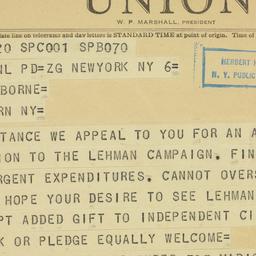 UNION
W. P. MARSHALL, PRESIDENT
line on telegrams and day letters is STANDARD TIME at point of origin. Time of
20 SPC001 SPB070
NL PD=ZG NEWYORK NY 6=
HERBERT
N. Y. PUBLIC
BORNE=
RN NY=
TANCE WE APPEAL TO YOU FOR AN A
ION TO THE LEHMAN CAMPAIGN. FIN
RGENT EXPENDITURES. CANNOT OVERS
HOPE YOUR DESIRE TO SEE LEHMAN
PT ADDED GIFT TO INDEPENDENT CI
K OR PLEDGE EQUALLY WELCOME=